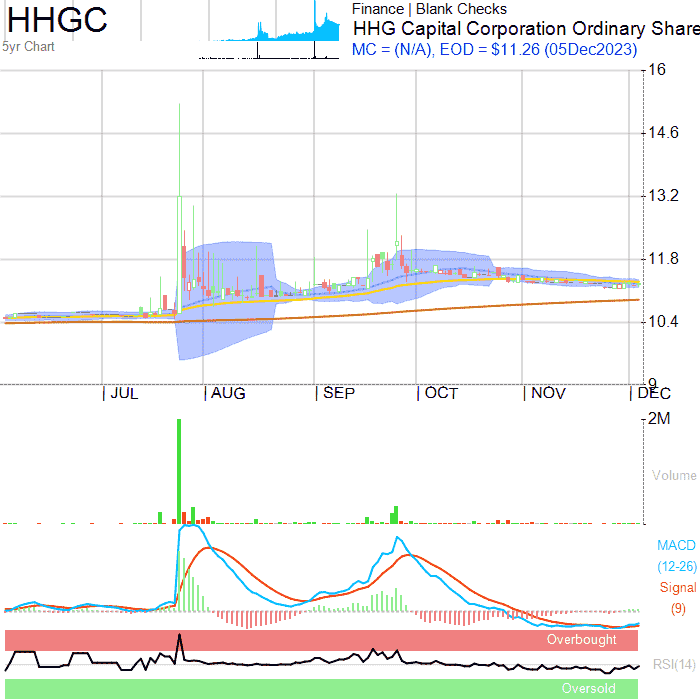 HHGC
5yr Chart
Finance | Blank Checks
HHG Capital Corporation Ordinary Share
MC = (N/A), EOD = $11.26 (05Dec2023)
16
14.6
13.2
11.8
10.4
9
JUL AUG SEP OCT NOV DEC
2M
Volume
MACD
(12-26)
Signal
(9)
Overbought
RSI(14)
Oversold